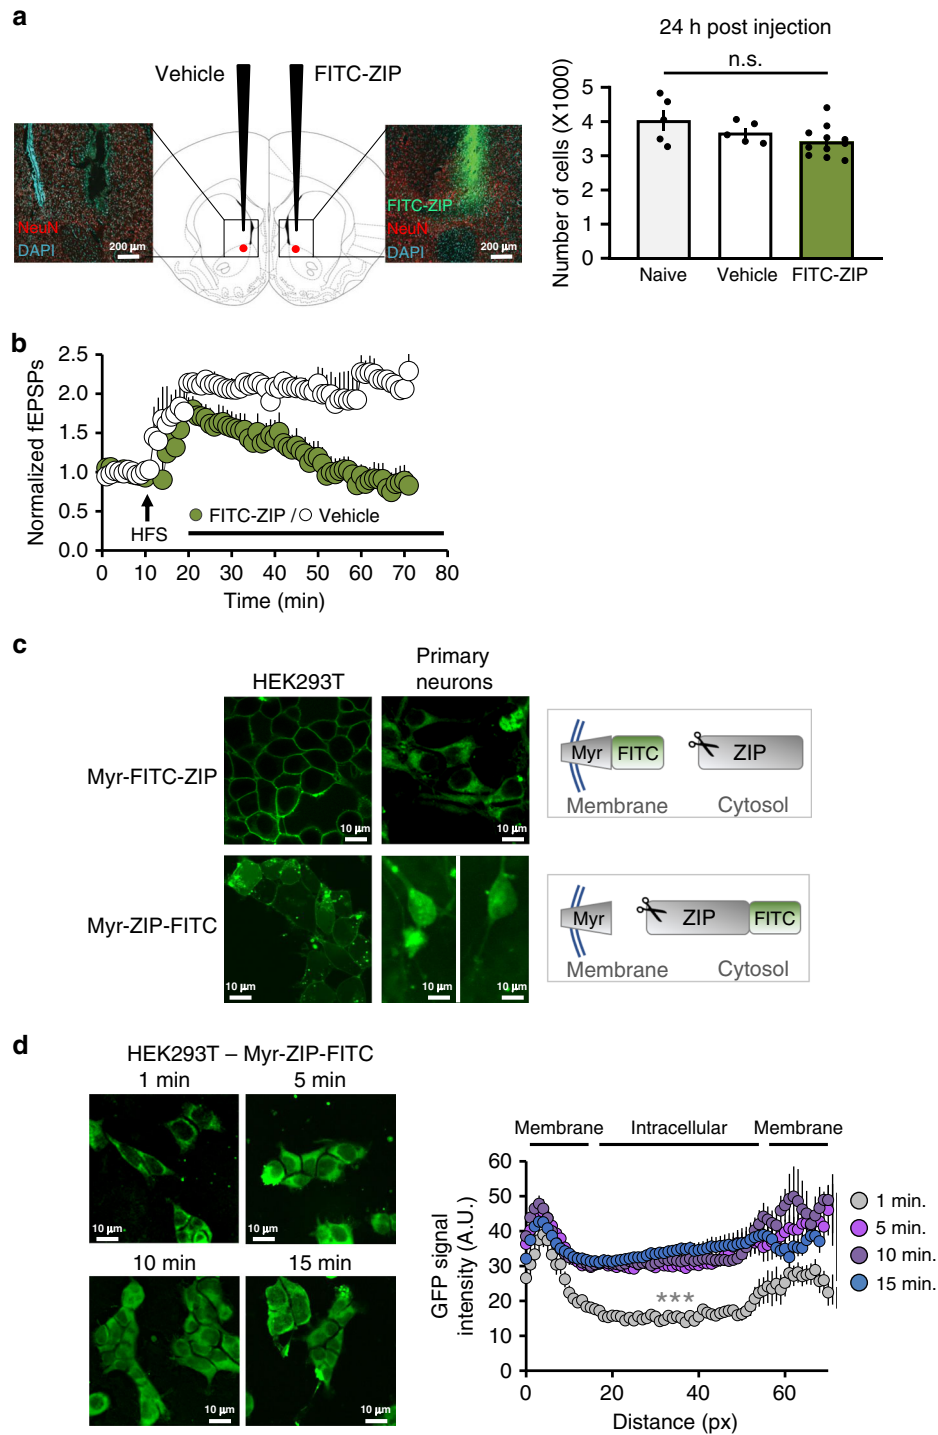 a
Vehicle
FITC-ZIP
NeuN
DAPI
200 µm
FITC-ZIP
NeuN
DAPI
200 µm
24 h post injection
n.s.
Number of cells (X1000)
5
4
3
2
1
0
Naive
Vehicle
FITC-ZIP
b
Normalized fEPSPs
2.5
2.0
1.5
1.0
0.5
0.0
HFS
FITC-ZIP / Vehicle
0 10 20 30 40 50 60 70 80
Time (min)
c
HEK293T
Primary
neurons
Myr-FITC-ZIP
10 µm
10 µm
Myr
FITC
ZIP
Membrane
Cytosol
Myr-ZIP-FITC
10 µm
10 µm
10 µm
Myr
ZIP
FITC
Membrane
Cytosol
d
HEK293T – Myr-ZIP-FITC
1 min
5 min
10 µm
10 µm
10 min
15 min
10 µm
10 µm
Membrane
Intracellular
Membrane
GFP signal
intensity (A.U.)
60
50
40
30
20
10
0
***
0 20 40 60
Distance (px)
1 min.
5 min.
10 min.
15 min.